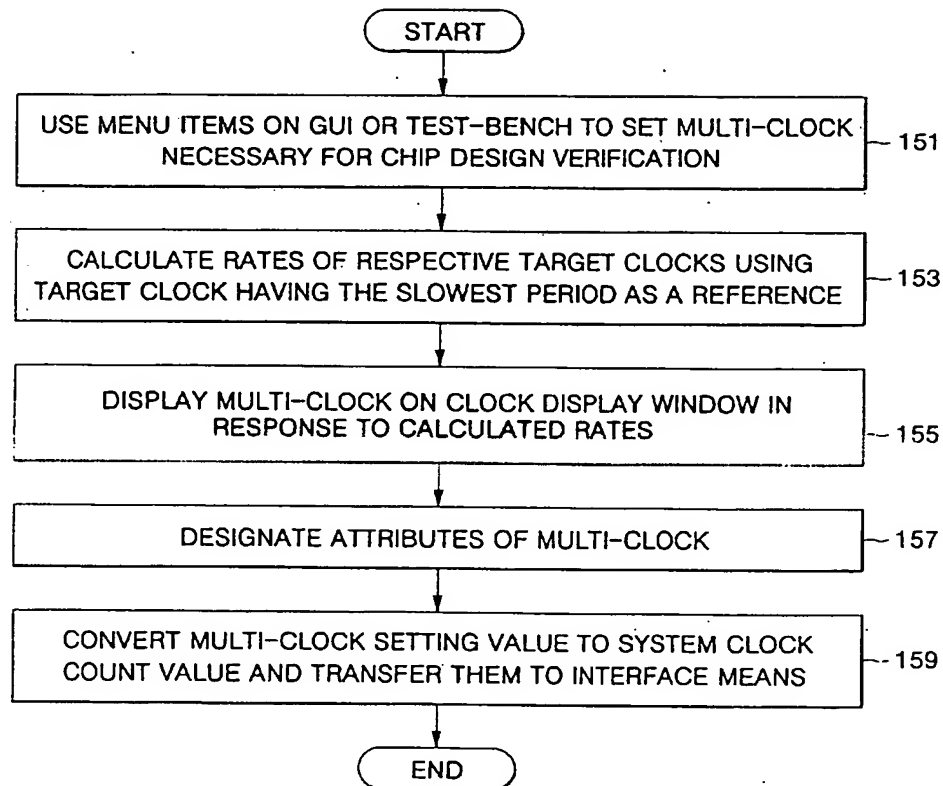 START
USE MENU ITEMS ON GUI OR TEST-BENCH TO SET MULTI-CLOCK
NECESSARY FOR CHIP DESIGN VERIFICATION
151
CALCULATE RATES OF RESPECTIVE TARGET CLOCKS USING
TARGET CLOCK HAVING THE SLOWEST PERIOD AS A REFERENCE
153
DISPLAY MULTI-CLOCK ON CLOCK DISPLAY WINDOW IN
RESPONSE TO CALCULATED RATES
155
DESIGNATE ATTRIBUTES OF MULTI-CLOCK
157
CONVERT MULTI-CLOCK SETTING VALUE TO SYSTEM CLOCK
COUNT VALUE AND TRANSFER THEM TO INTERFACE MEANS
159
END